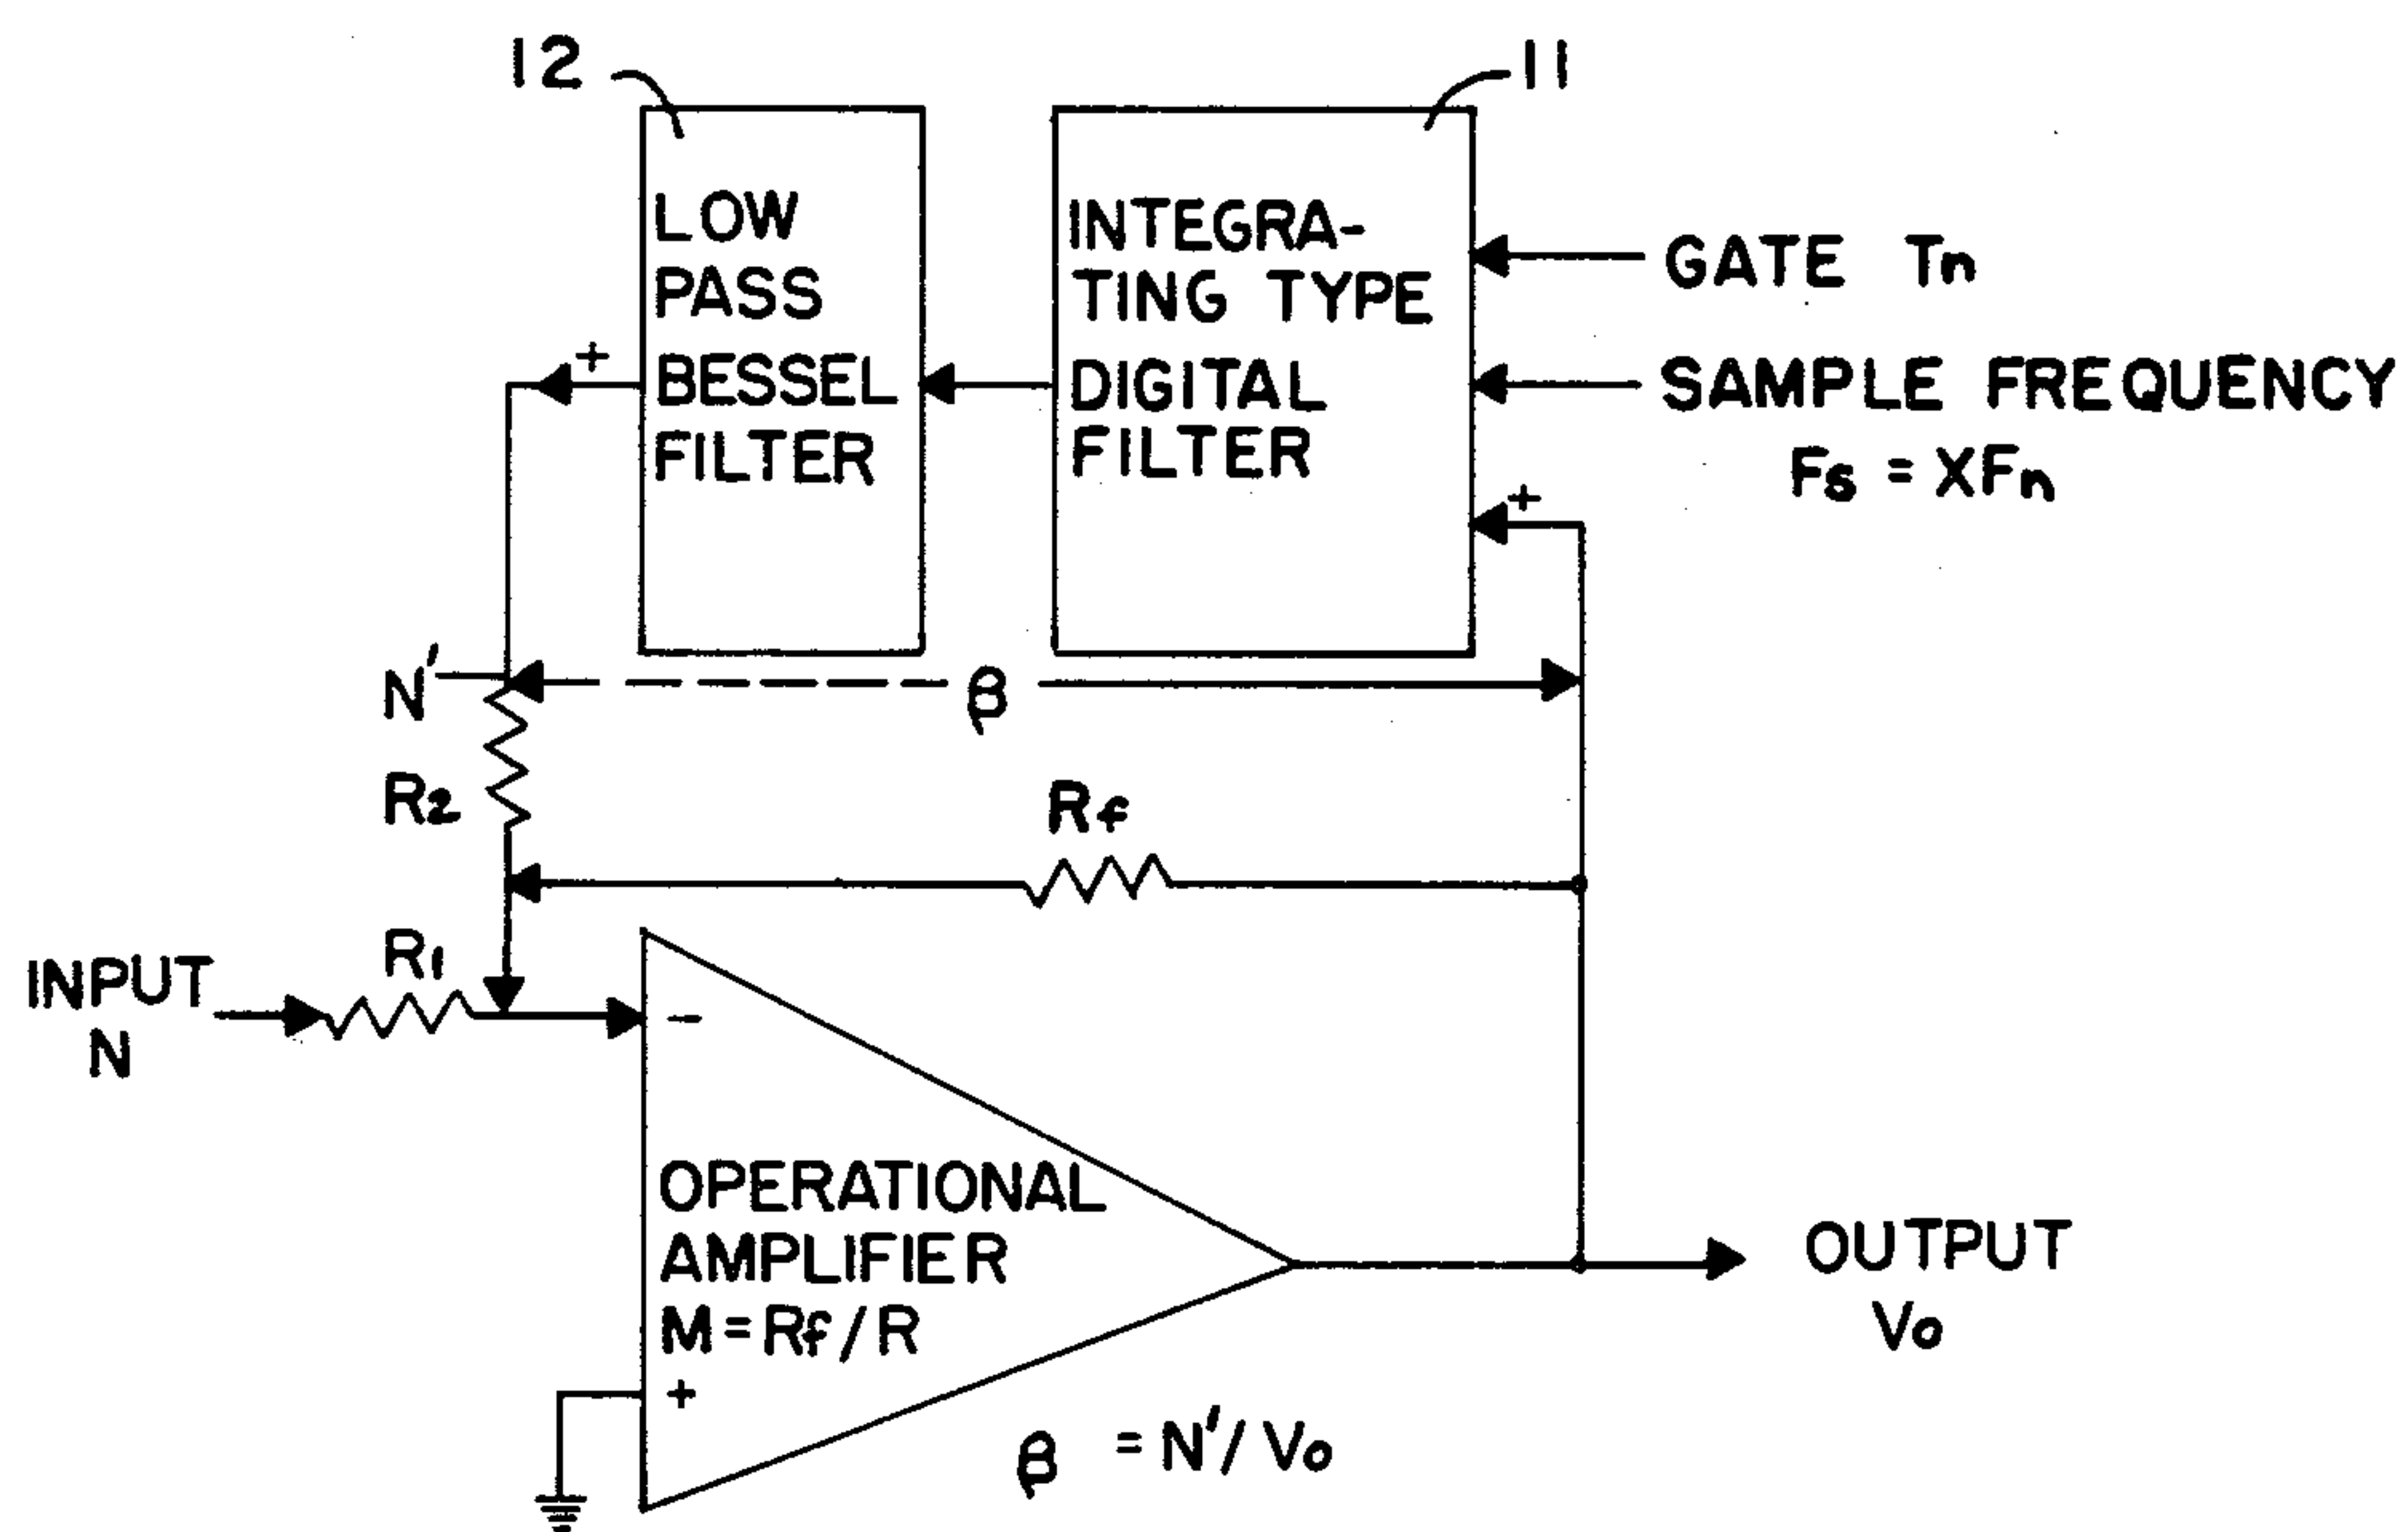 12
11
LOW
PASS
BESSEL
FILTER
INTEGRA-
TING TYPE
DIGITAL
FILTER
GATE Tn
SAMPLE FREQUENCY
Fs = XFn
+
+
N'
β
R2
Rf
R1
INPUT
N
-
OPERATIONAL
AMPLIFIER
M=Rf/R
+
OUTPUT
Vo
β = N'/Vo